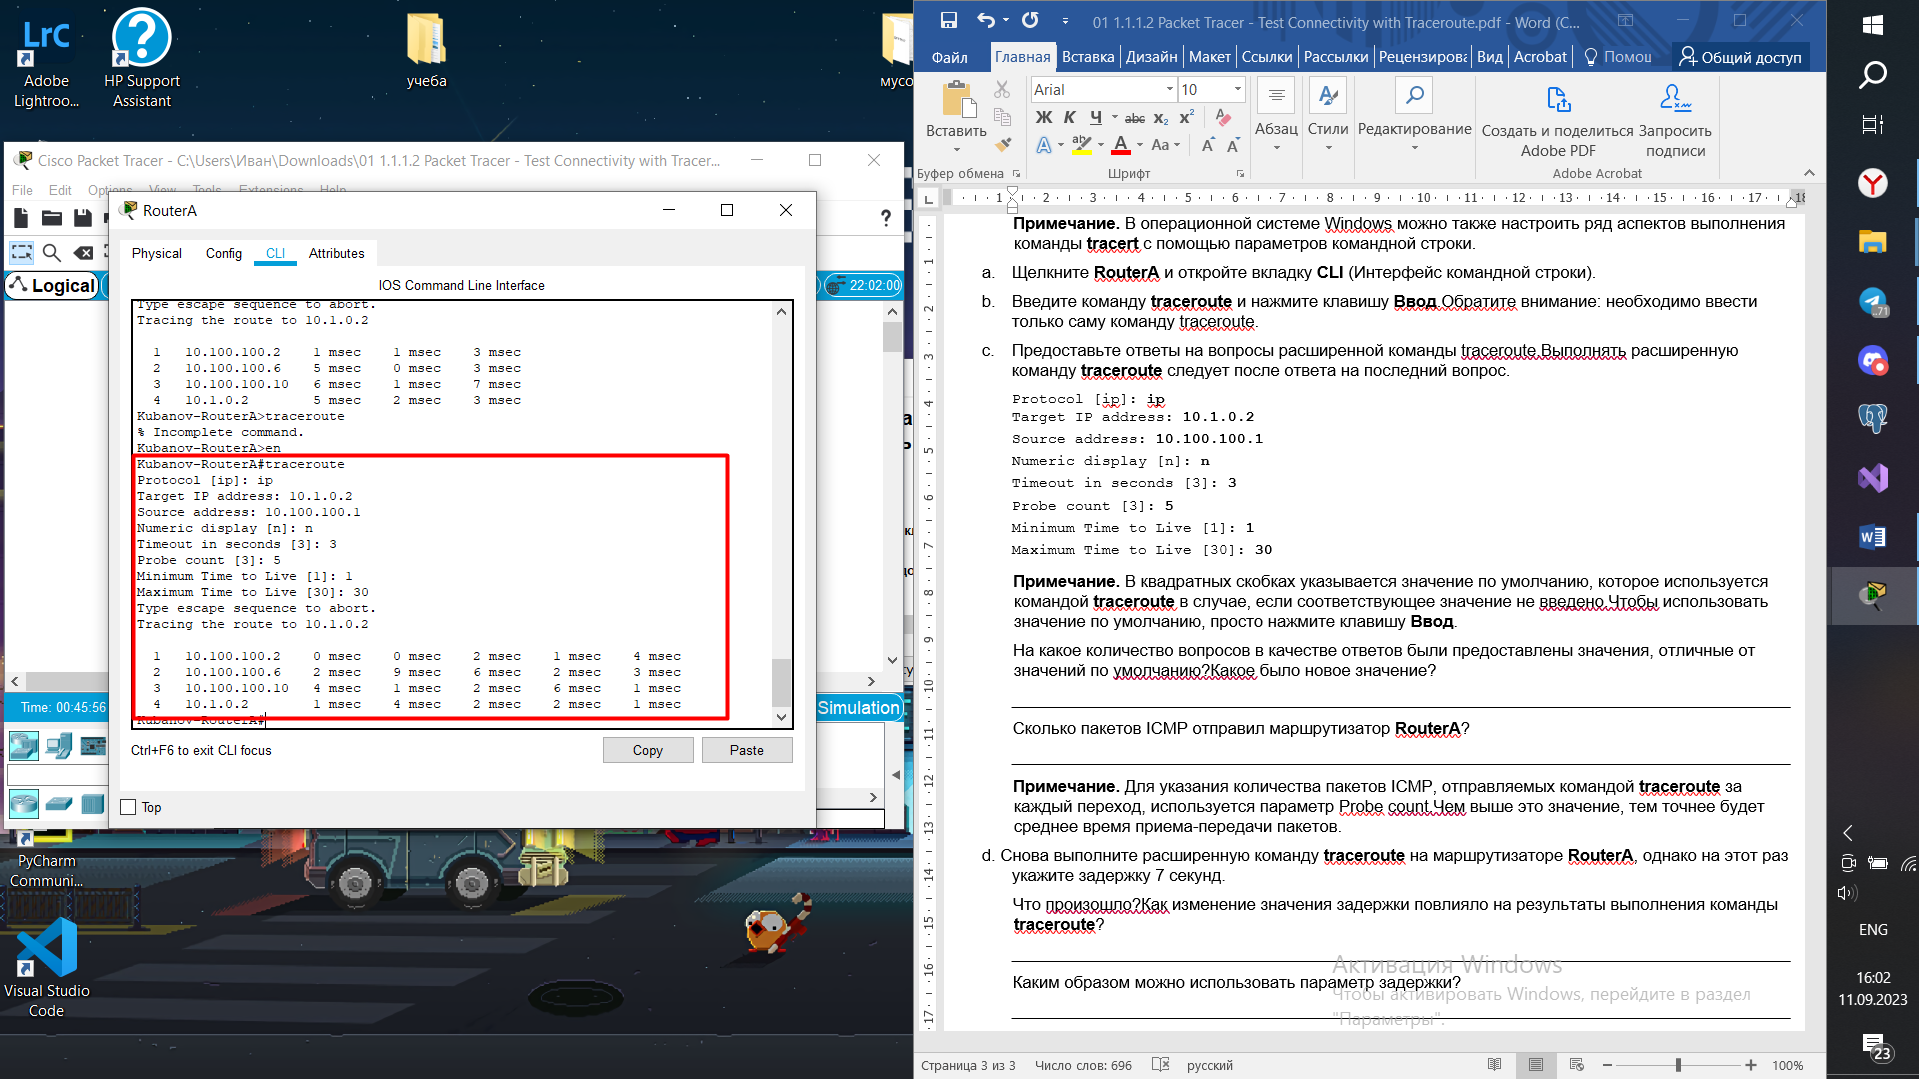 Adobe
Lightroo...
HP Support
Assistant
учеба
мусо
Cisco Packet Tracer - C:\Users\Иван\Downloads\01 1.1.1.2 Packet Tracer - Test Connectivity with Tracer...
File Edit Options View Tools Extensions Help
RouterA
Physical Config CLI Attributes
IOS Command Line Interface
Logical
22:02:00
Type escape sequence to abort.
Tracing the route to 10.1.0.2
1 10.100.100.2 1 msec 1 msec 3 msec
2 10.100.100.6 5 msec 0 msec 3 msec
3 10.100.100.10 6 msec 1 msec 7 msec
4 10.1.0.2 5 msec 2 msec 3 msec
Kubanov-RouterA>traceroute
% Incomplete command.
Kubanov-RouterA>en
Kubanov-RouterA#traceroute
Protocol [ip]: ip
Target IP address: 10.1.0.2
Source address: 10.100.100.1
Numeric display [n]: n
Timeout in seconds [3]: 3
Probe count [3]: 5
Minimum Time to Live [1]: 1
Maximum Time to Live [30]: 30
Type escape sequence to abort.
Tracing the route to 10.1.0.2
1 10.100.100.2 0 msec 0 msec 2 msec 1 msec 4 msec
2 10.100.100.6 2 msec 9 msec 6 msec 2 msec 3 msec
3 10.100.100.10 4 msec 1 msec 2 msec 6 msec 1 msec
4 10.1.0.2 1 msec 4 msec 2 msec 2 msec 1 msec
Kubanov-RouterA#
Time: 00:45:56
Simulation
Ctrl+F6 to exit CLI focus
Copy
Paste
Top
PyCharm
Communi...
Visual Studio
Code
01 1.1.1.2 Packet Tracer - Test Connectivity with Traceroute.pdf - Word (С...
Файл Главная Вставка Дизайн Макет Ссылки Рассылки Рецензирова Вид Acrobat Помощ Общий доступ
Вставить
Буфер обмена
Arial 10
Ж К Ч abc x₂ x²
Шрифт
Абзац
Стили
Редактирование
Создать и поделиться
Adobe PDF
Запросить
подписи
Adobe Acrobat
1 1 2 3 4 5 6 7 8 9 10 11 12 13 14 15 16 17 18
Примечание. В операционной системе Windows можно также настроить ряд аспектов выполнения
команды tracert с помощью параметров командной строки.
a. Щелкните RouterA и откройте вкладку CLI (Интерфейс командной строки).
b. Введите команду traceroute и нажмите клавишу Ввод.Обратите внимание: необходимо ввести
только саму команду traceroute.
c. Предоставьте ответы на вопросы расширенной команды traceroute.Выполнять расширенную
команду traceroute следует после ответа на последний вопрос.
Protocol [ip]: ip
Target IP address: 10.1.0.2
Source address: 10.100.100.1
Numeric display [n]: n
Timeout in seconds [3]: 3
Probe count [3]: 5
Minimum Time to Live [1]: 1
Maximum Time to Live [30]: 30
Примечание. В квадратных скобках указывается значение по умолчанию, которое используется
командой traceroute в случае, если соответствующее значение не введено.Чтобы использовать
значение по умолчанию, просто нажмите клавишу Ввод.
На какое количество вопросов в качестве ответов были предоставлены значения, отличные от
значений по умолчанию?Какое было новое значение?
Сколько пакетов ICMP отправил маршрутизатор RouterA?
Примечание. Для указания количества пакетов ICMP, отправляемых командой traceroute за
каждый переход, используется параметр Probe count.Чем выше это значение, тем точнее будет
среднее время приема-передачи пакетов.
d. Снова выполните расширенную команду traceroute на маршрутизаторе RouterA, однако на этот раз
укажите задержку 7 секунд.
Что произошло?Как изменение значения задержки повлияло на результаты выполнения команды
traceroute?
Каким образом можно использовать параметр задержки?
Активация Windows
Чтобы активировать Windows, перейдите в раздел
"Параметры".
Страница 3 из 3 Число слов: 696 русский 100%
71
ENG
16:02
11.09.2023
23